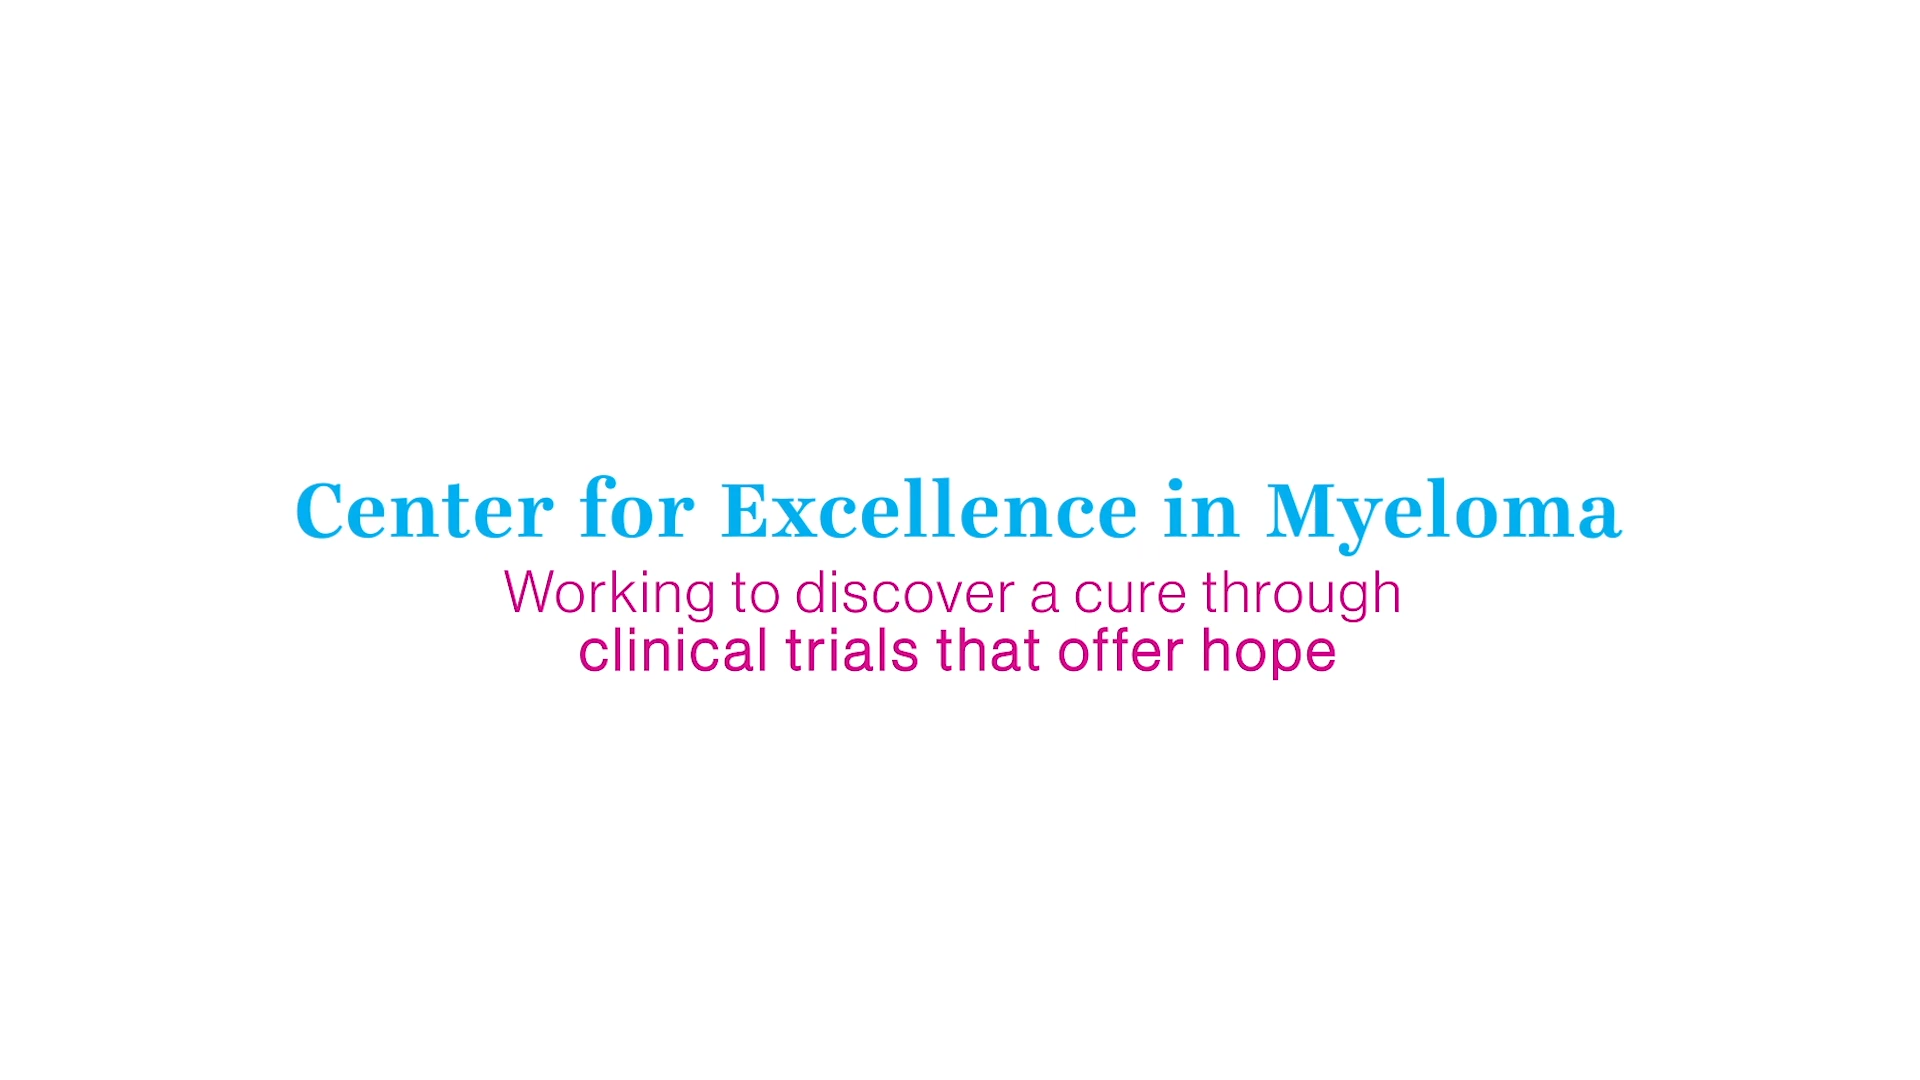 Center for Excellence in Myeloma
Working to discover a cure through
clinical trials that offer hope